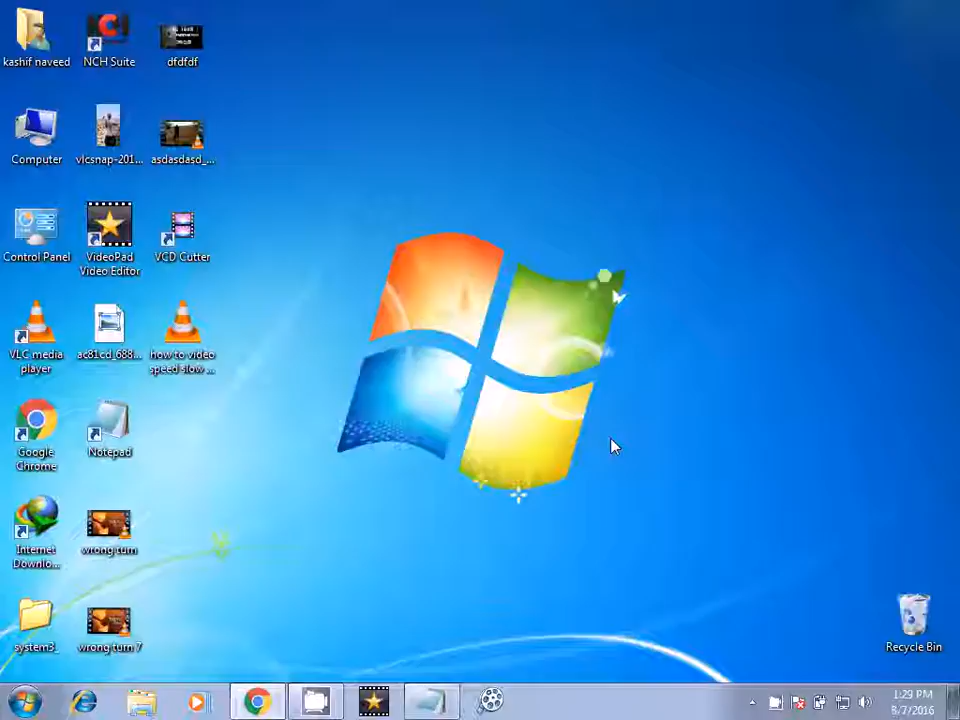 kashif naveed
NCH Suite
dfdfdf
Computer
vlcsnap-201...
asdasdasd_...
Control Panel
VideoPad
Video Editor
VCD Cutter
VLC media
player
ac81cd_688...
how to video
speed slow ...
Google
Chrome
Notepad
Internet
Downlo...
wrong turn
system3_
wrong turn 7
Recycle Bin
1:29 PM
8/7/2016